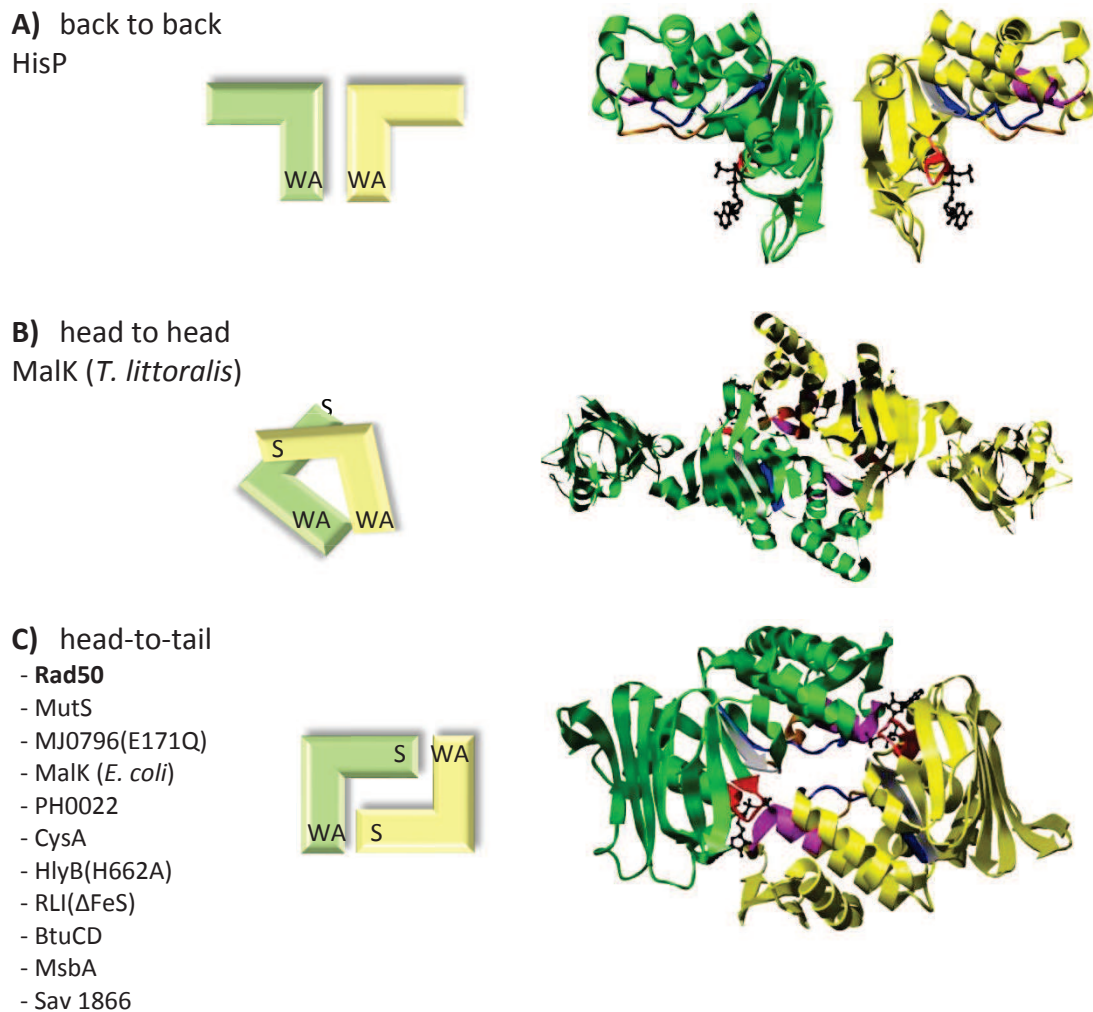 A) back to back
HisP
WA WA
B) head to head
MalK (T. littoralis)
S
S
WA WA
C) head-to-tail
- Rad50
- MutS
- MJ0796(E171Q)
- MalK (E. coli)
- PH0022
- CysA
- HlyB(H662A)
- RLI(ΔFeS)
- BtuCD
- MsbA
- Sav 1866
S WA
WA S